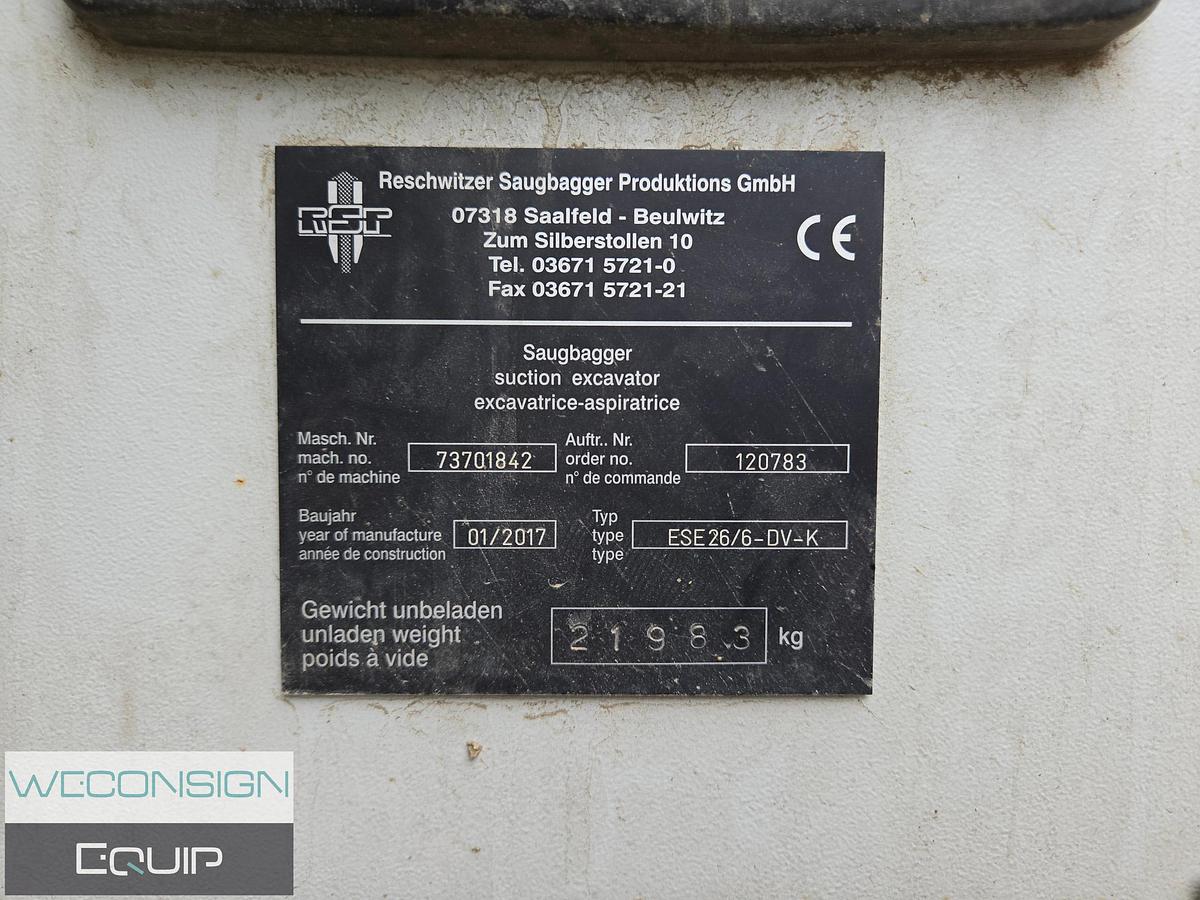 RSP
Reschwitzer Saugbagger Produktions GmbH
07318 Saalfeld - Beulwitz
Zum Silberstollen 10
Tel. 03671 5721-0
Fax 03671 5721-21
CE
Saugbagger
suction excavator
excavatrice-aspiratrice
Masch. Nr.
mach. no.
n° de machine
73701842
Auftr.. Nr.
order no.
n° de commande
120783
Baujahr
year of manufacture
année de construction
01/2017
Typ
type
type
ESE26/6-DV-K
Gewicht unbeladen
unladen weight
poids à vide
21983 kg
WECONSIGN
EQUIP